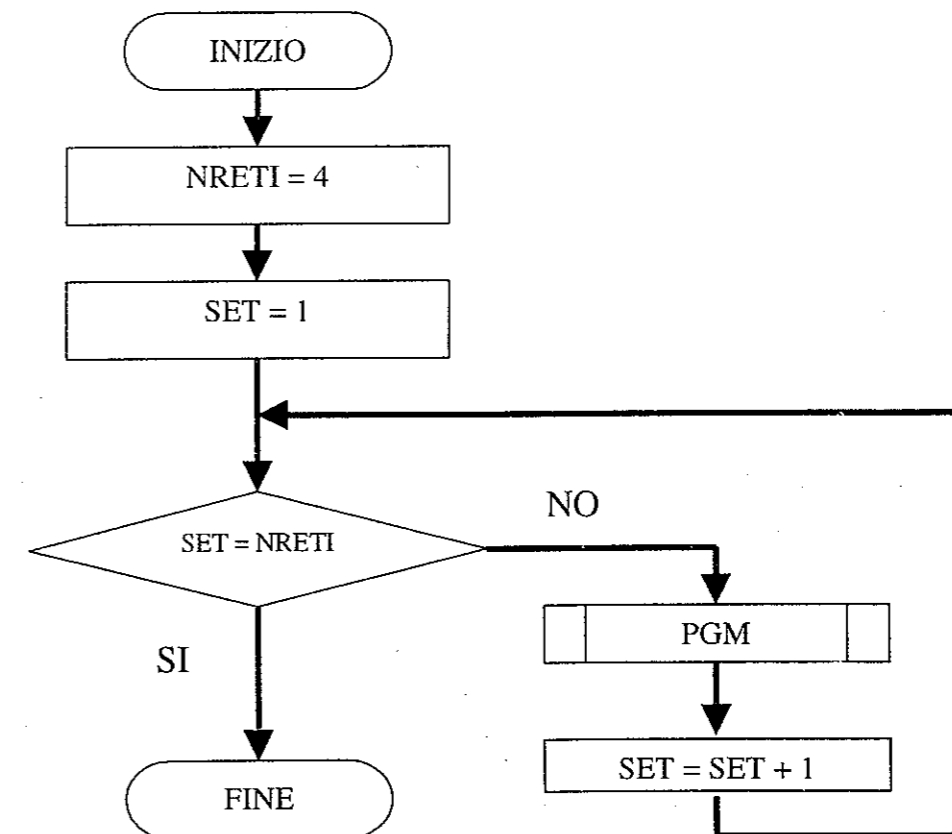 INIZIO
NRETI = 4
SET = 1
SET = NRETI
NO
SI
PGM
SET = SET + 1
FINE